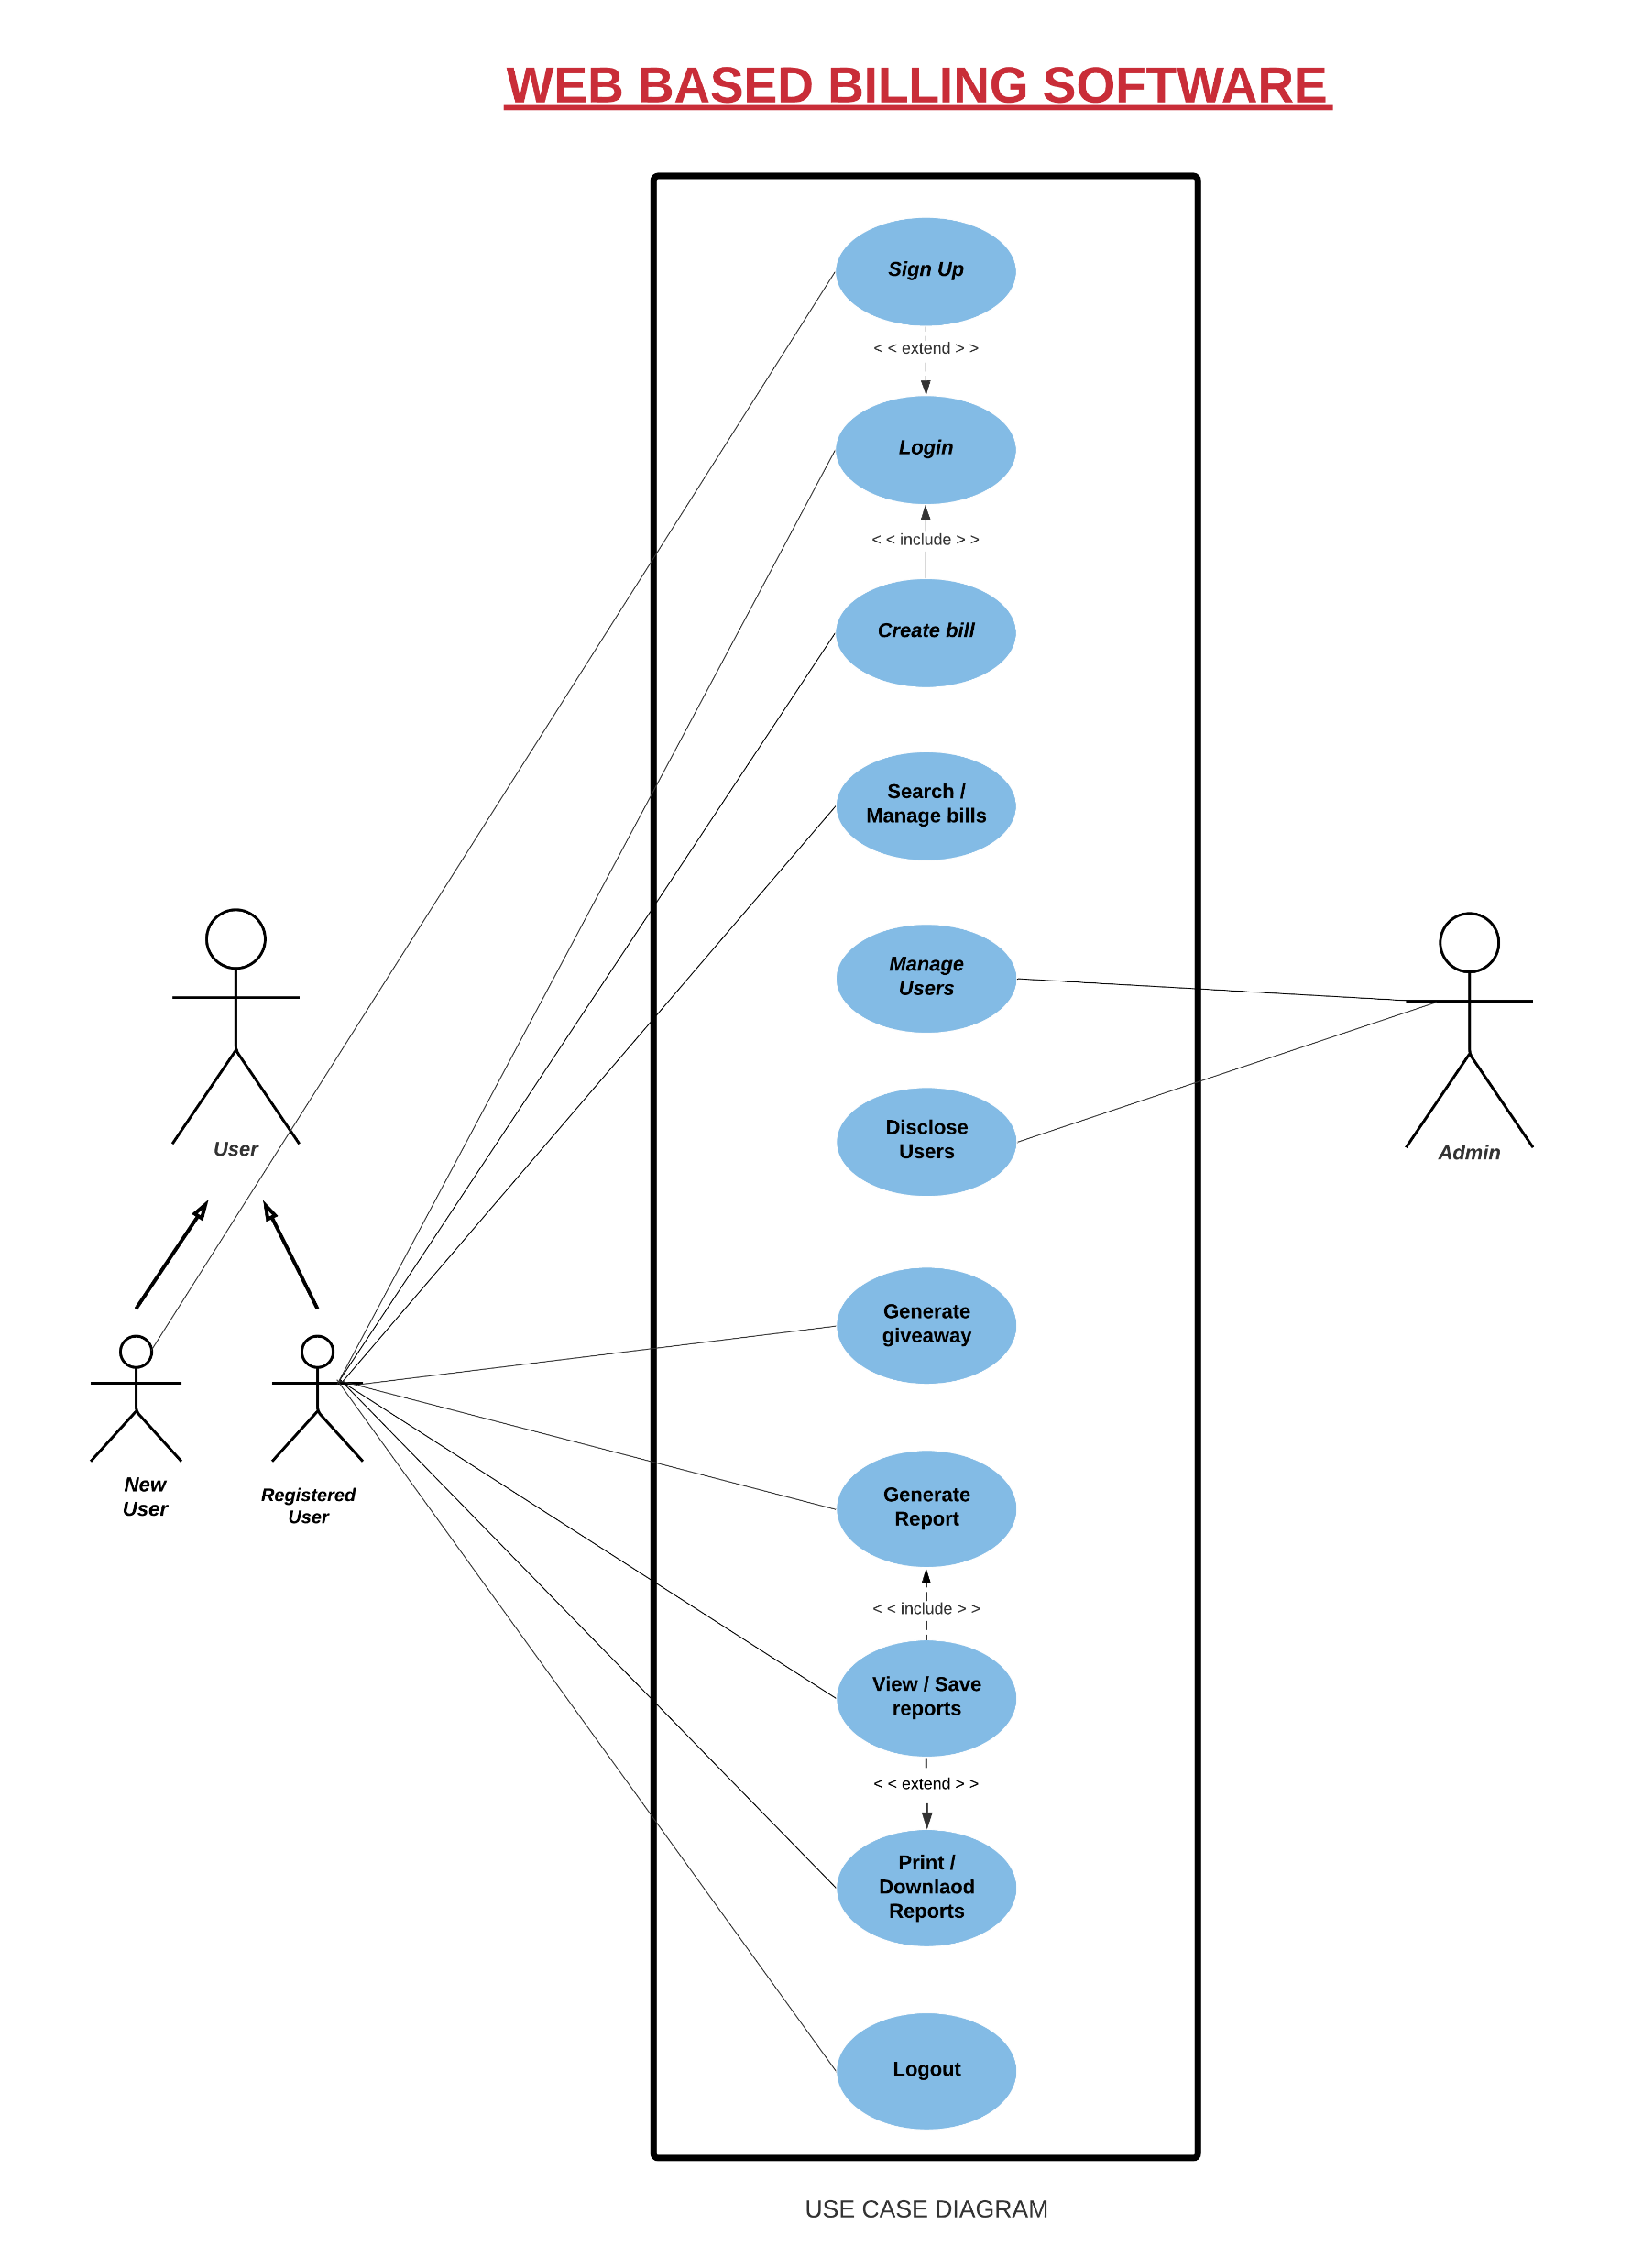 WEB BASED BILLING SOFTWARE
Sign Up
< < extend > >
Login
< < include > >
Create bill
Search /
Manage bills
Manage
Users
Disclose
Users
User
Admin
Generate
giveaway
New
User
Registered
User
Generate
Report
< < include > >
View / Save
reports
< < extend > >
Print /
Downlaod
Reports
Logout
USE CASE DIAGRAM